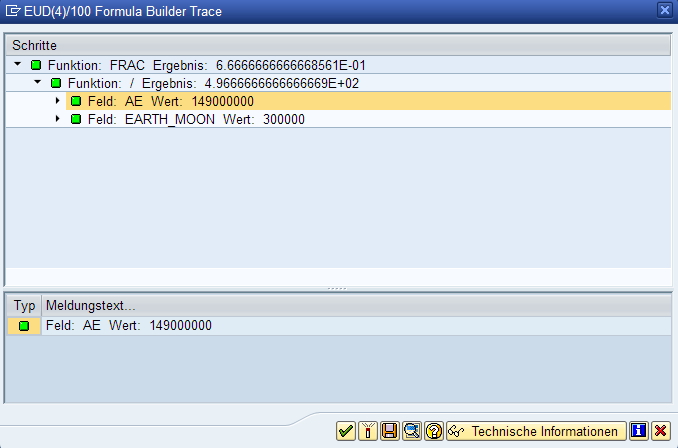 EUD(4)/100 Formula Builder Trace
Schritte
Funktion: FRAC Ergebnis: 6.6666666666668561E-01
Funktion: / Ergebnis: 4.9666666666666669E+02
Feld: AE Wert: 149000000
Feld: EARTH_MOON Wert: 300000
Typ Meldungstext...
Feld: AE Wert: 149000000
Technische Informationen